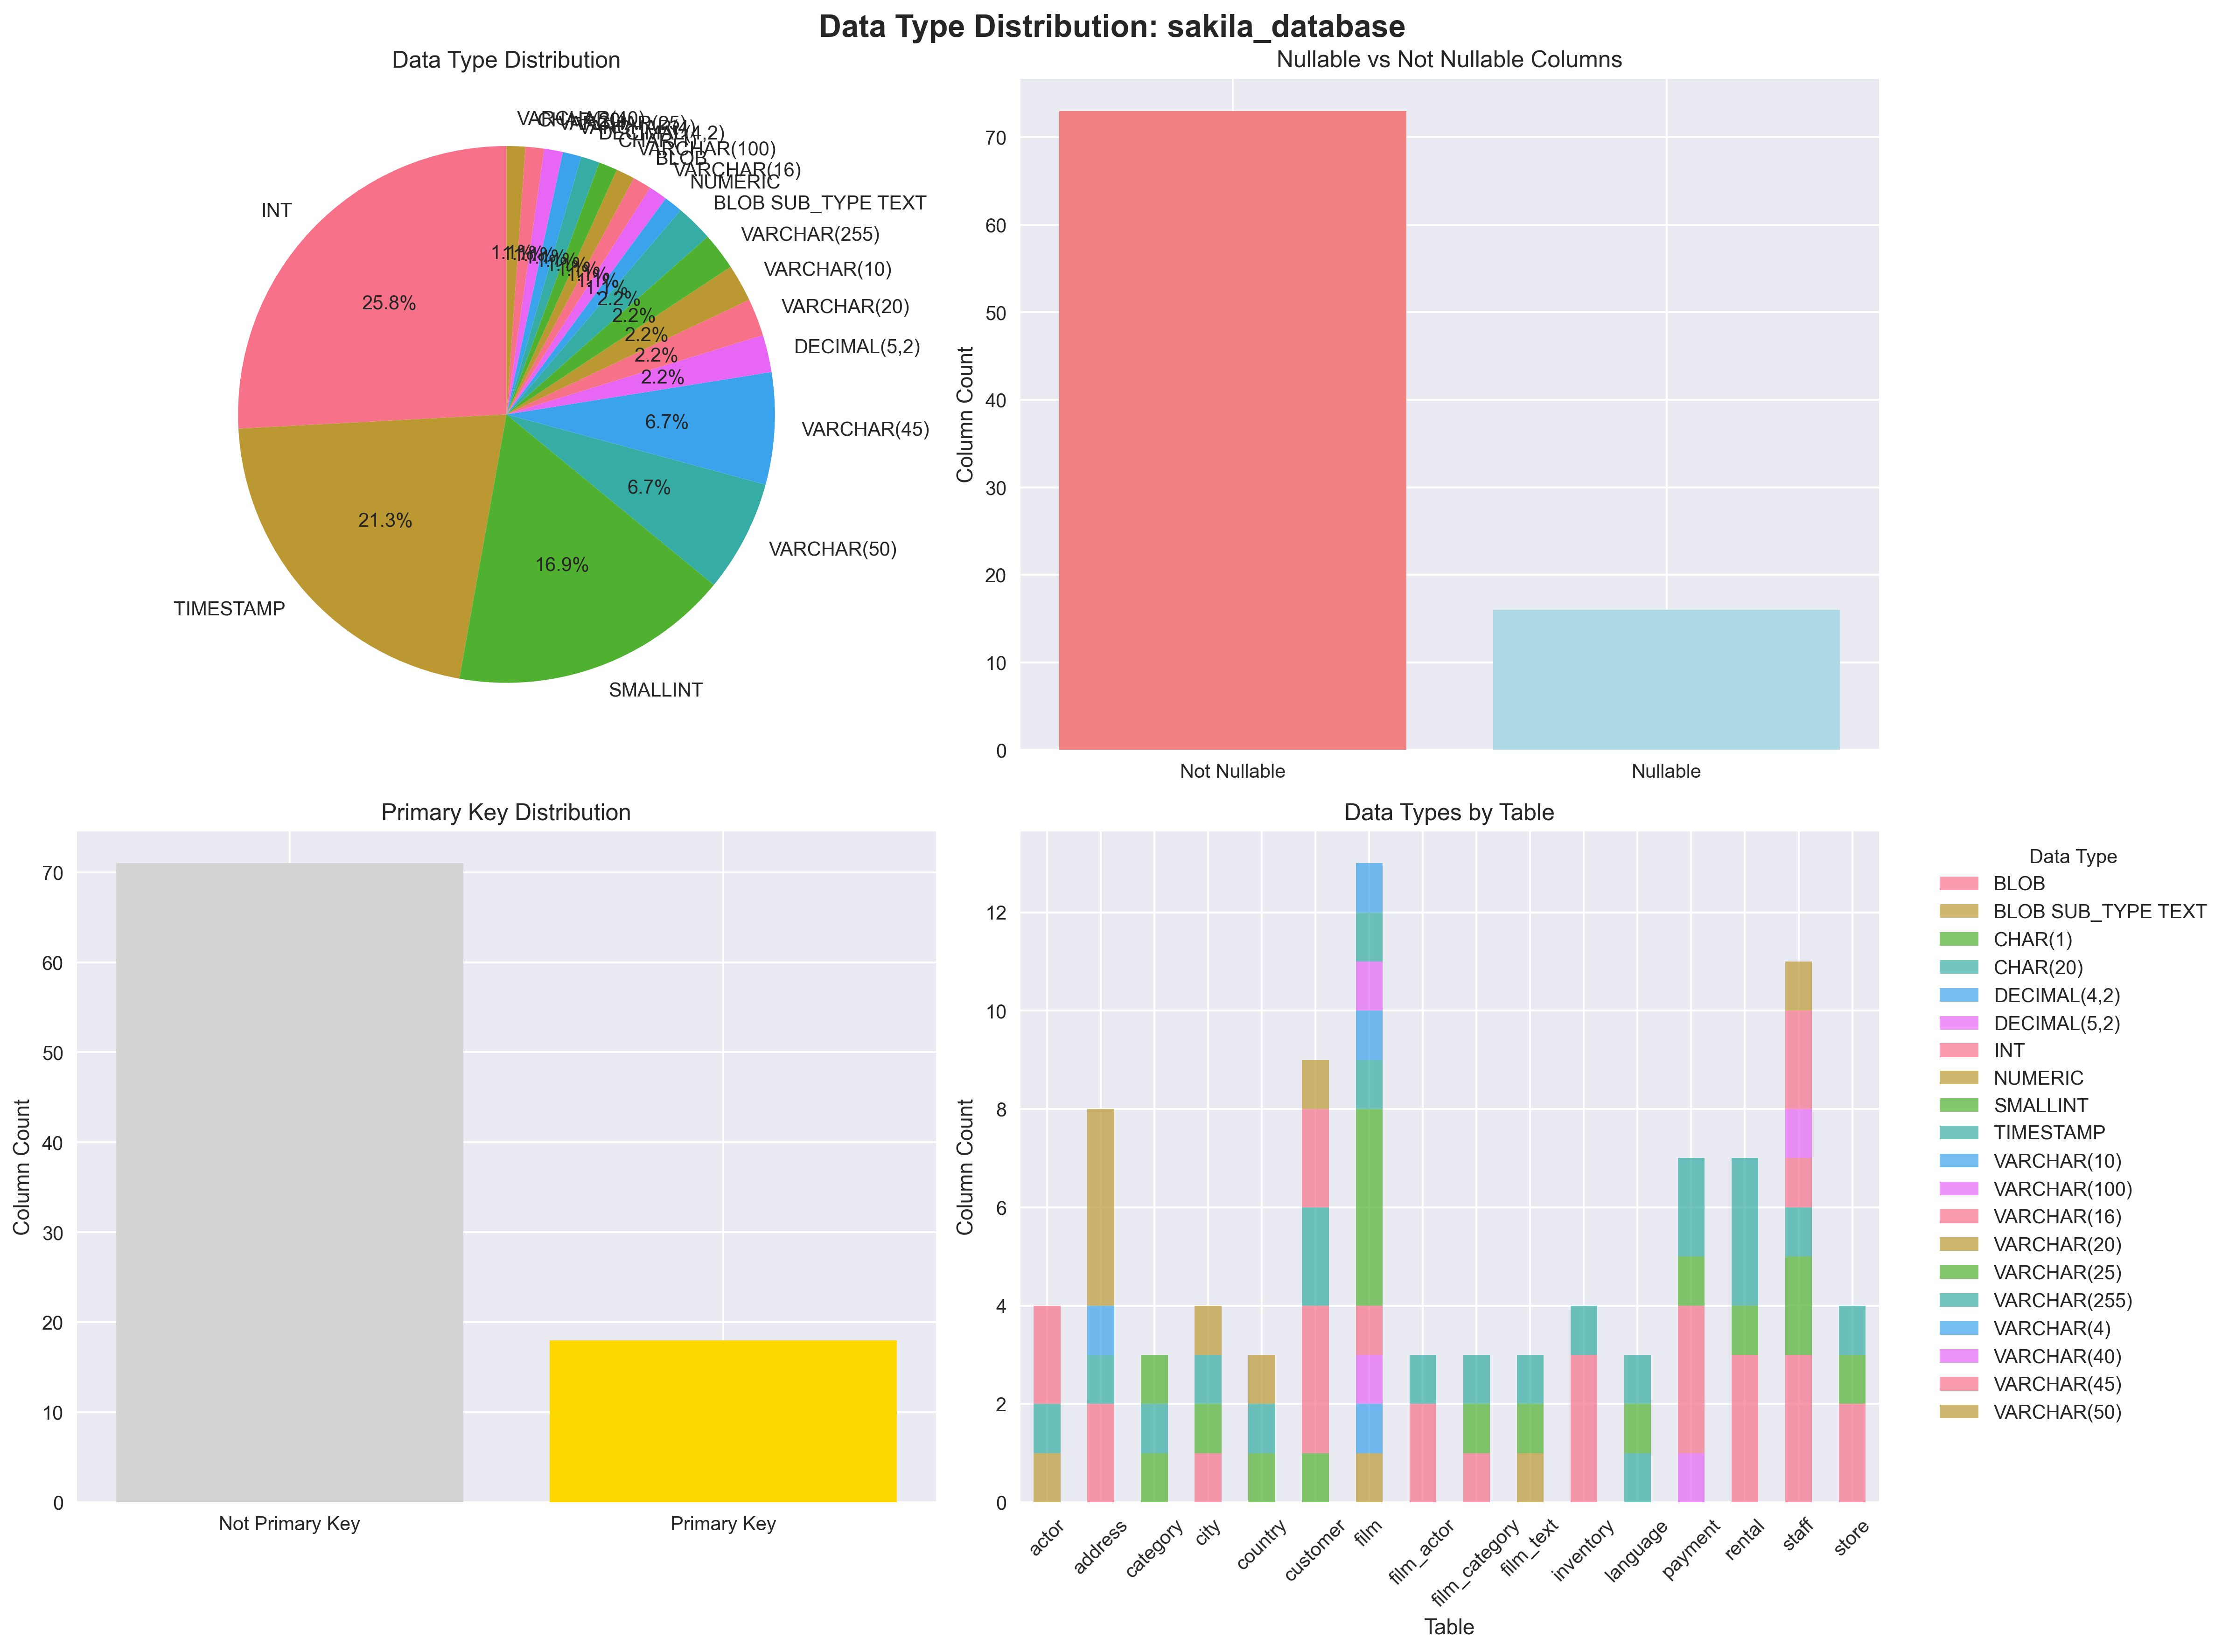 Data Type Distribution: sakila_database
Data Type Distribution
INT
TIMESTAMP
SMALLINT
VARCHAR(50)
VARCHAR(45)
DECIMAL(5,2)
VARCHAR(20)
VARCHAR(10)
VARCHAR(255)
BLOB SUB_TYPE TEXT
NUMERIC
VARCHAR(16)
BLOB
VARCHAR(100)
25.8%
21.3%
16.9%
6.7%
6.7%
2.2%
2.2%
2.2%
2.2%
2.2%
Nullable vs Not Nullable Columns
Column Count
70
60
50
40
30
20
10
0
Not Nullable
Nullable
Primary Key Distribution
Column Count
70
60
50
40
30
20
10
0
Not Primary Key
Primary Key
Data Types by Table
Column Count
12
10
8
6
4
2
0
actor
address
category
city
country
customer
film
film_actor
film_category
film_text
inventory
language
payment
rental
staff
store
Table
Data Type
BLOB
BLOB SUB_TYPE TEXT
CHAR(1)
CHAR(20)
DECIMAL(4,2)
DECIMAL(5,2)
INT
NUMERIC
SMALLINT
TIMESTAMP
VARCHAR(10)
VARCHAR(100)
VARCHAR(16)
VARCHAR(20)
VARCHAR(25)
VARCHAR(255)
VARCHAR(4)
VARCHAR(40)
VARCHAR(45)
VARCHAR(50)